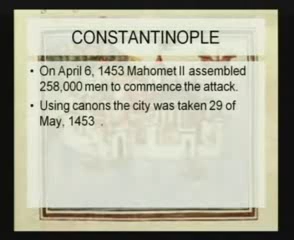 CONSTANTINOPLE
• On April 6, 1453 Mahomet II assembled
258,000 men to commence the attack.
• Using canons the city was taken 29 of
May, 1453 .